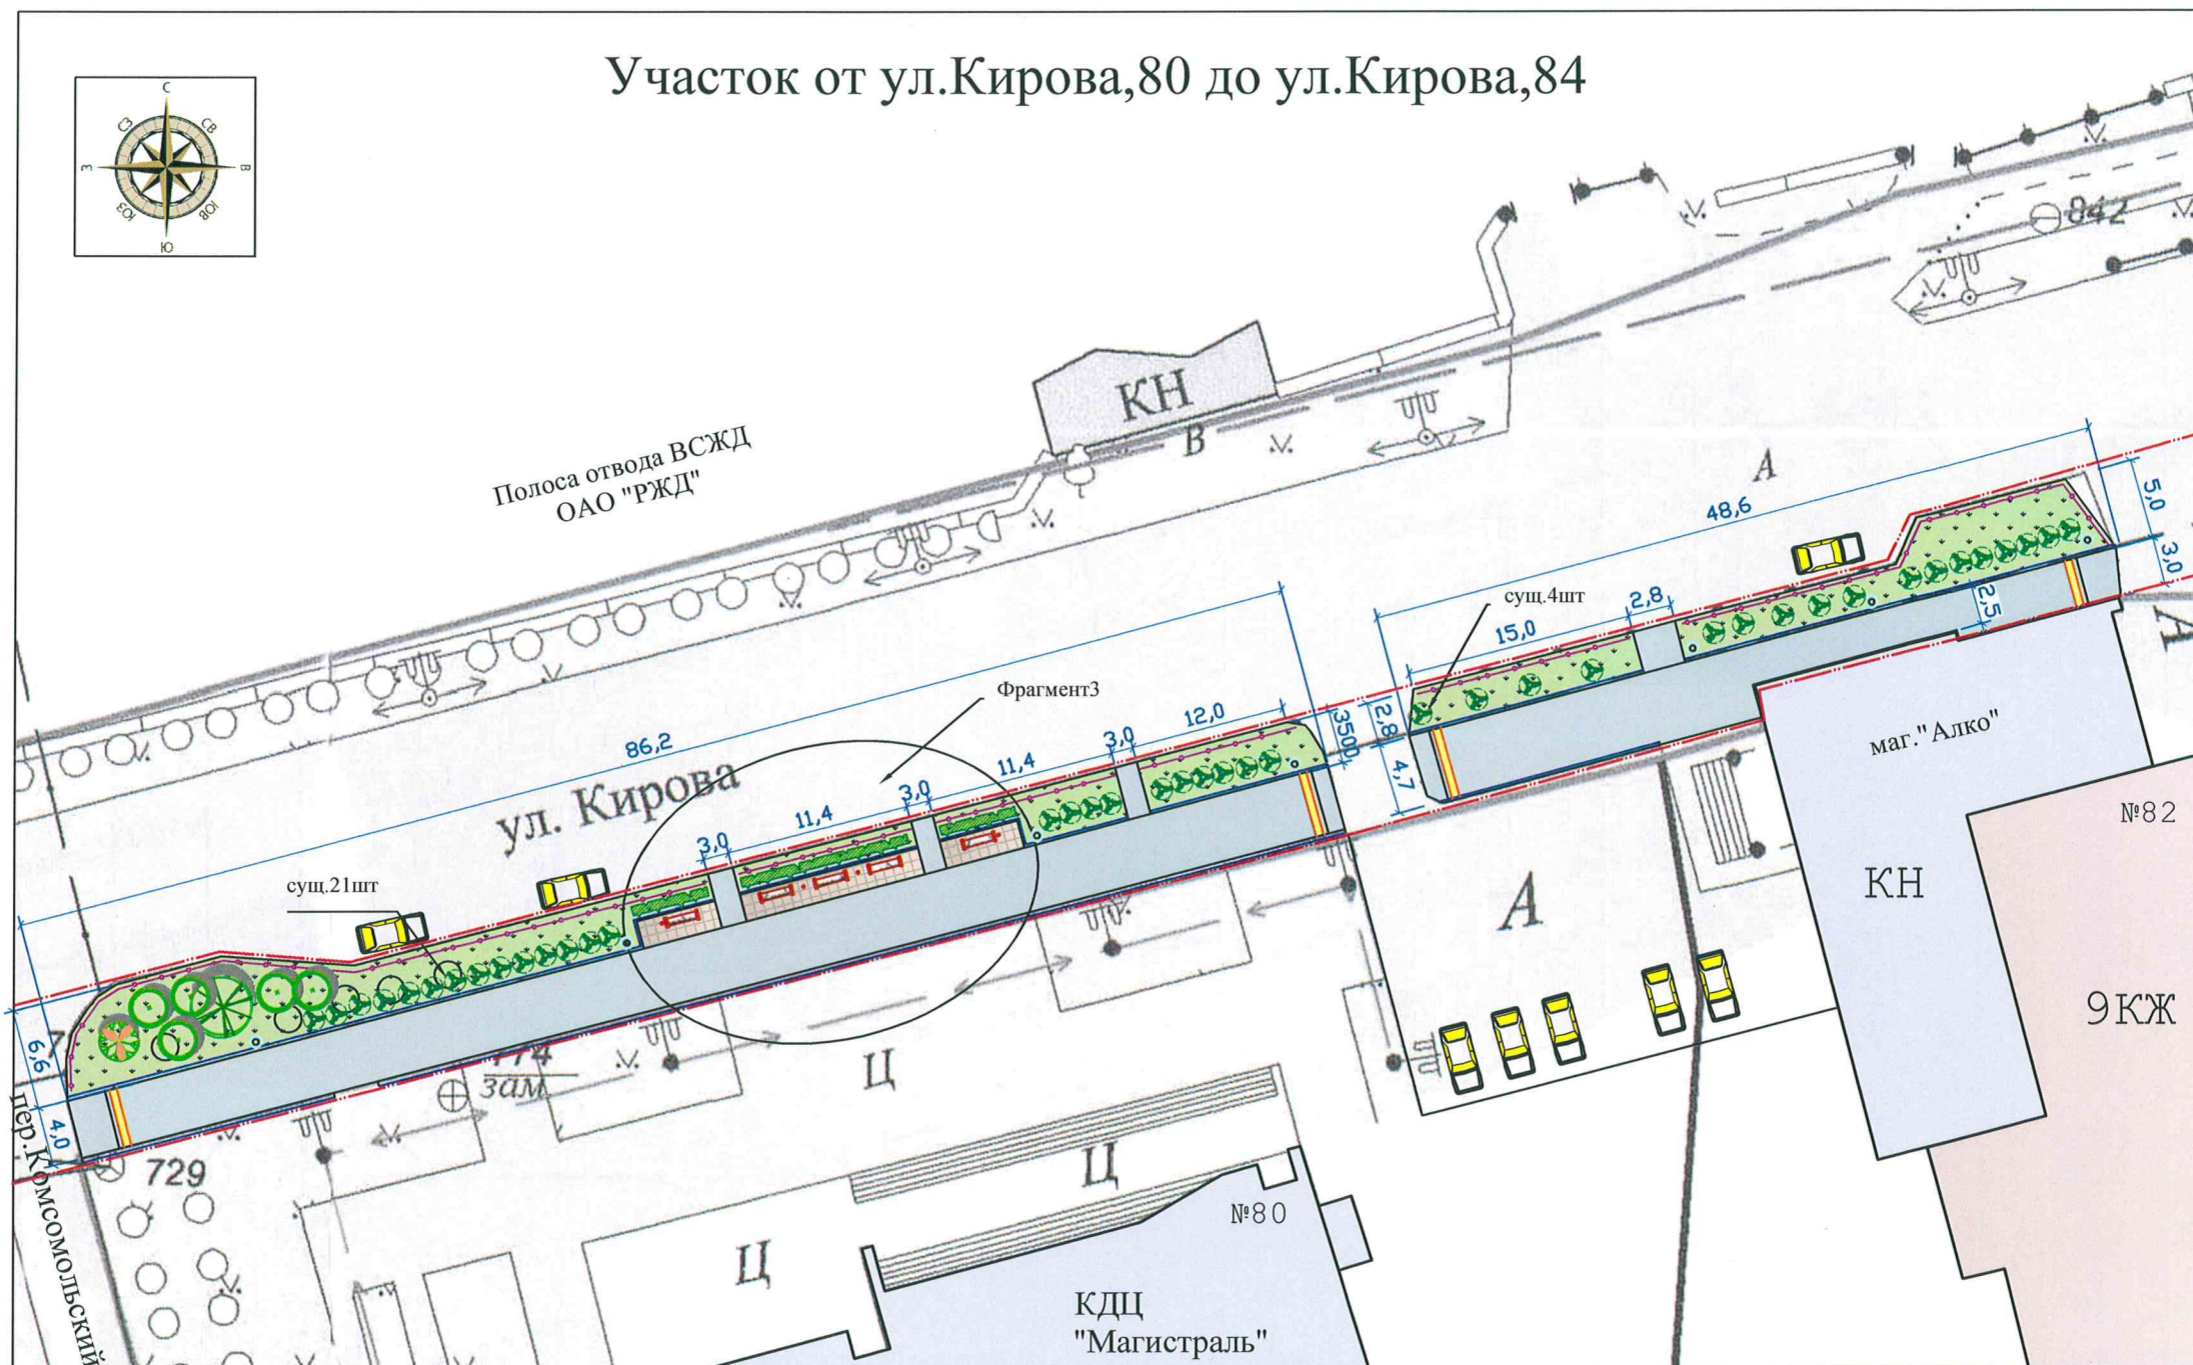 Участок от ул.Кирова,80 до ул.Кирова,84
С
СЗ
СВ
З
В
ЮЗ
ЮВ
Ю
842
КН
В
Полоса отвода ВСЖД
ОАО "РЖД"
А
48,6
5,0
3,0
2,5
сущ.4шт
2,8
15,0
Фрагмент3
86,2
ул. Кирова
12,0
3,0
11,4
3,0
11,4
3,0
3500
2,8
4,7
маг."Алко"
№82
КН
9КЖ
А
сущ.21шт
6,6
4,0
774
зам
Ц
729
пер.Комсомольский
Ц
Ц
№80
КДЦ
"Магистраль"